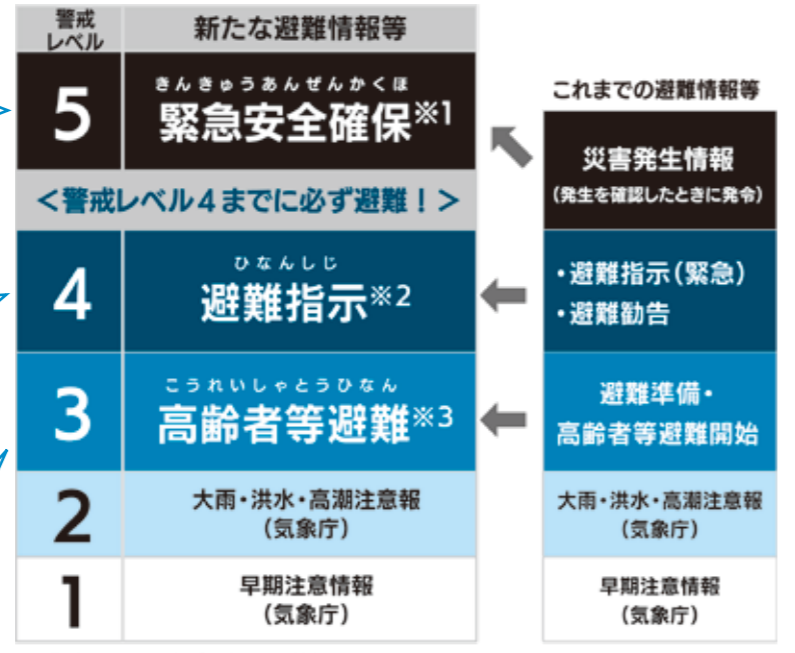 警戒
レベル
新たな避難情報等
5
きんきゅうあんぜんかくほ
緊急安全確保※1
＜警戒レベル4までに必ず避難！＞
4
ひなんしじ
避難指示※2
3
こうれいしゃとうひなん
高齢者等避難※3
2
大雨・洪水・高潮注意報
（気象庁）
1
早期注意情報
（気象庁）
これまでの避難情報等
災害発生情報
（発生を確認したときに発令）
・避難指示（緊急）
・避難勧告
避難準備・
高齢者等避難開始
大雨・洪水・高潮注意報
（気象庁）
早期注意情報
（気象庁）